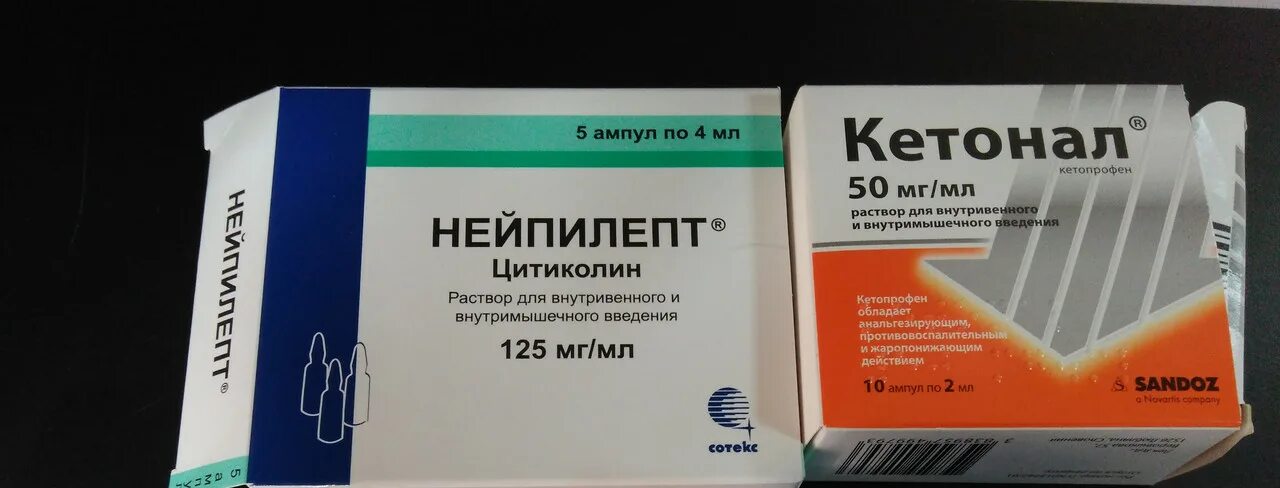 НЕЙПИЛЕПТ®
5 ампул по 4 мл
НЕЙПИЛЕПТ®
Цитиколин
Раствор для внутривенного и
внутримышечного введения
125 мг/мл
сотекс
Кетонал®
кетопрофен
50 мг/мл
раствор для внутривенного
и внутримышечного введения
Кетопрофен
обладает
анальгезирующим,
противовоспалительным
и жаропонижающим
действием
10 ампул по 2 мл
SANDOZ
a Novartis company